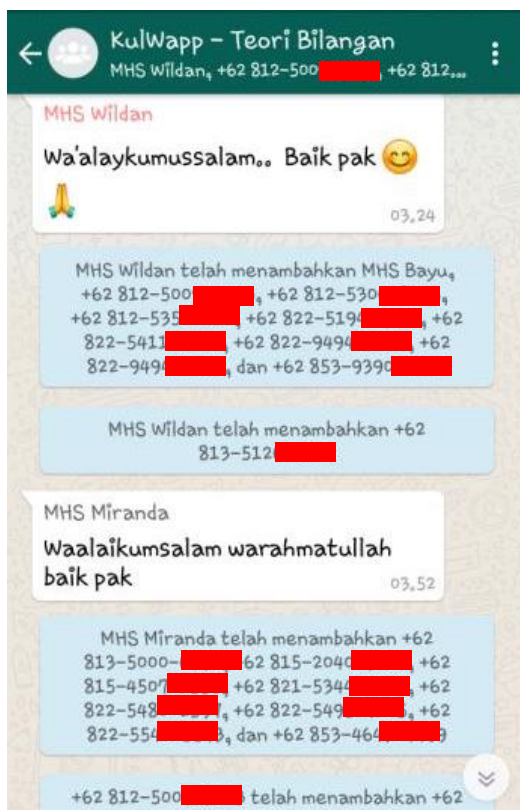 KulWapp - Teori Bilangan
MHS Wildan, +62 812-500 , +62 812...
MHS Wildan
Wa'alaykumussalam.. Baik pak 😊
🙏
03.24
MHS Wildan telah menambahkan MHS Bayu,
+62 812-500 , +62 812-530 ,
+62 812-535 , +62 822-5194 , +62
822-5411 , +62 822-9494 , +62
822-949 , dan +62 853-9390
MHS Wildan telah menambahkan +62
813-512
MHS Miranda
Waalaikumsalam warahmatullah
baik pak
03.52
MHS Miranda telah menambahkan +62
813-5000- , +62 815-2040 , +62
815-4507 , +62 821-5344 , +62
822-548 , +62 822-549 , +62
822-554 , dan +62 853-464
+62 812-500 telah menambahkan +62